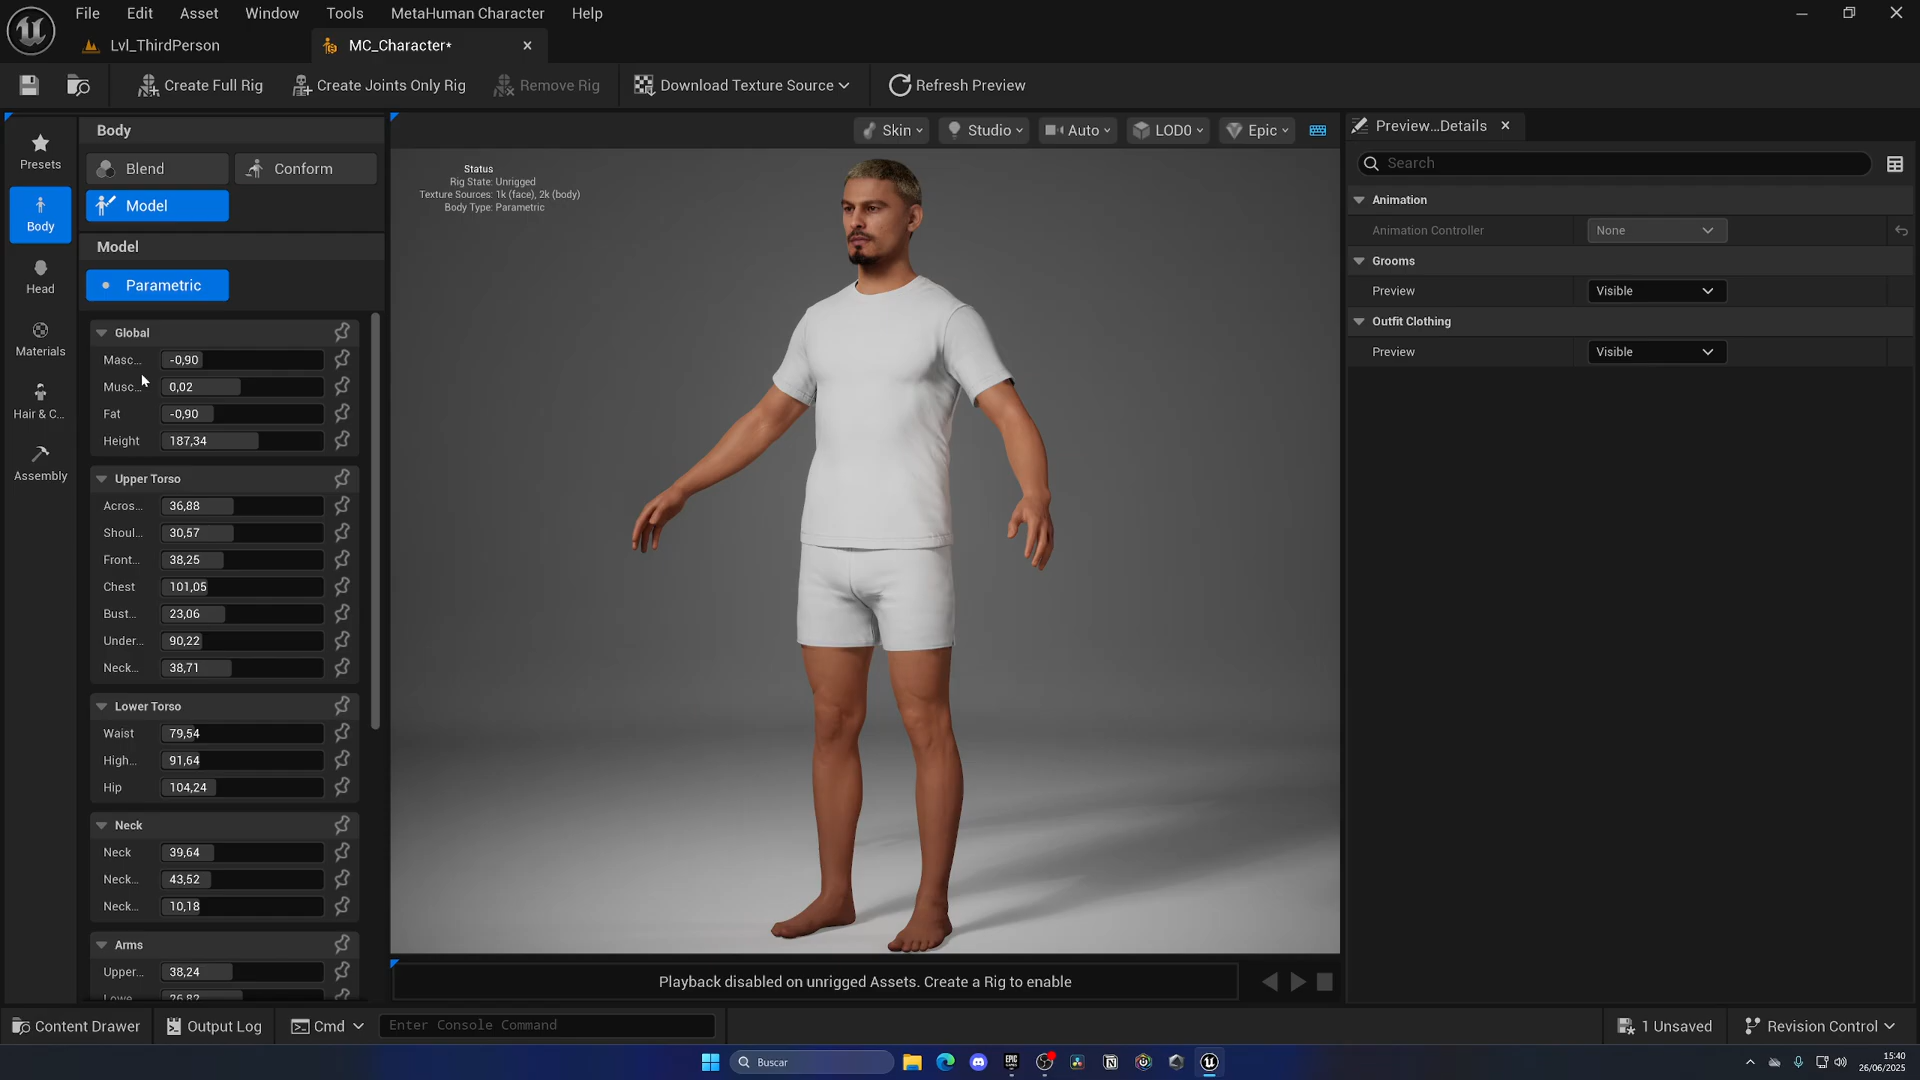 File Edit Asset Window Tools MetaHuman Character Help
Lvl_ThirdPerson
MC_Character*
Create Full Rig
Create Joints Only Rig
Remove Rig
Download Texture Source
Refresh Preview
Presets
Body
Head
Materials
Hair & C...
Assembly
Body
Blend
Conform
Model
Model
Parametric
Global
Masc... -0,90
Musc... 0,02
Fat -0,90
Height 187,34
Upper Torso
Acros... 36,88
Shoul... 30,57
Front... 38,25
Chest 101,05
Bust... 23,06
Under... 90,22
Neck... 38,71
Lower Torso
Waist 79,54
High... 91,64
Hip 104,24
Neck
Neck 39,64
Neck... 43,52
Neck... 10,18
Arms
Upper... 38,24
Lowe... 26,82
Skin
Studio
Auto
LOD0
Epic
Status
Rig State: Unrigged
Texture Sources: 1k (face), 2k (body)
Body Type: Parametric
Playback disabled on unrigged Assets. Create a Rig to enable
Preview...Details
Search
Animation
Animation Controller None
Grooms
Preview Visible
Outfit Clothing
Preview Visible
Content Drawer
Output Log
Cmd
Enter Console Command
1 Unsaved
Revision Control
Buscar
EPIC
GAMES
15:40
26/06/2025